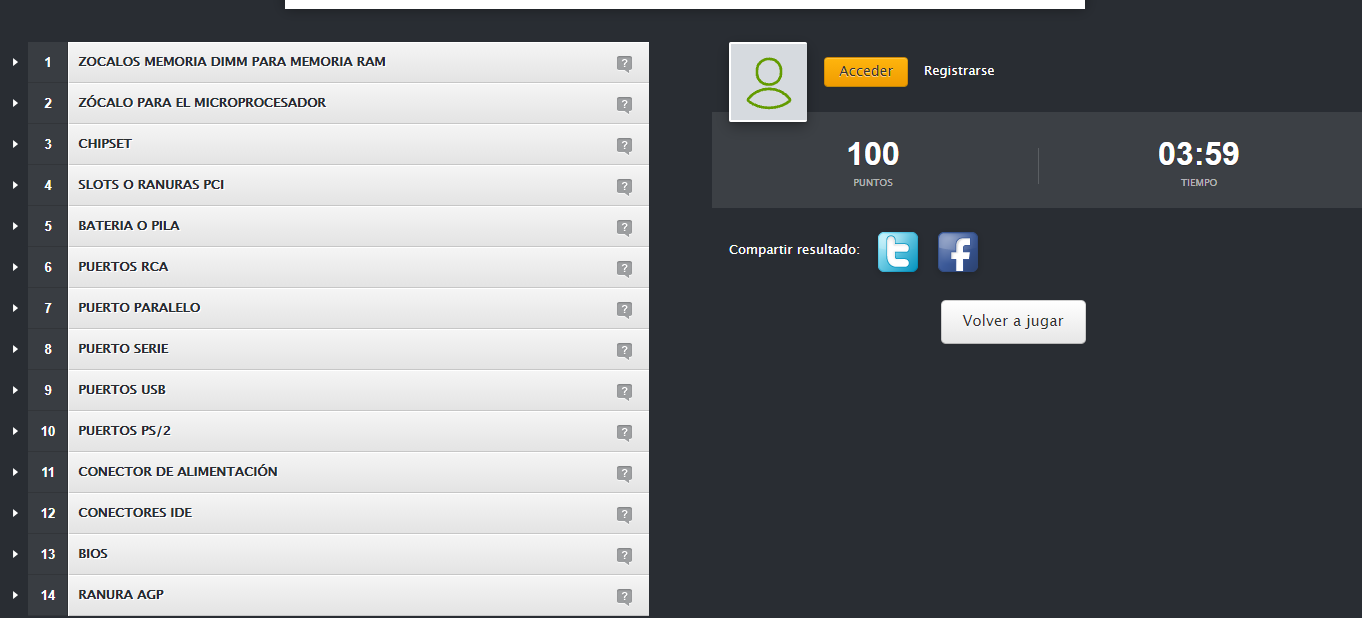 1 ZOCALOS MEMORIA DIMM PARA MEMORIA RAM
2 ZÓCALO PARA EL MICROPROCESADOR
3 CHIPSET
4 SLOTS O RANURAS PCI
5 BATERIA O PILA
6 PUERTOS RCA
7 PUERTO PARALELO
8 PUERTO SERIE
9 PUERTOS USB
10 PUERTOS PS/2
11 CONECTOR DE ALIMENTACIÓN
12 CONECTORES IDE
13 BIOS
14 RANURA AGP
Acceder Registrarse
100 03:59
PUNTOS TIEMPO
Compartir resultado:
Volver a jugar